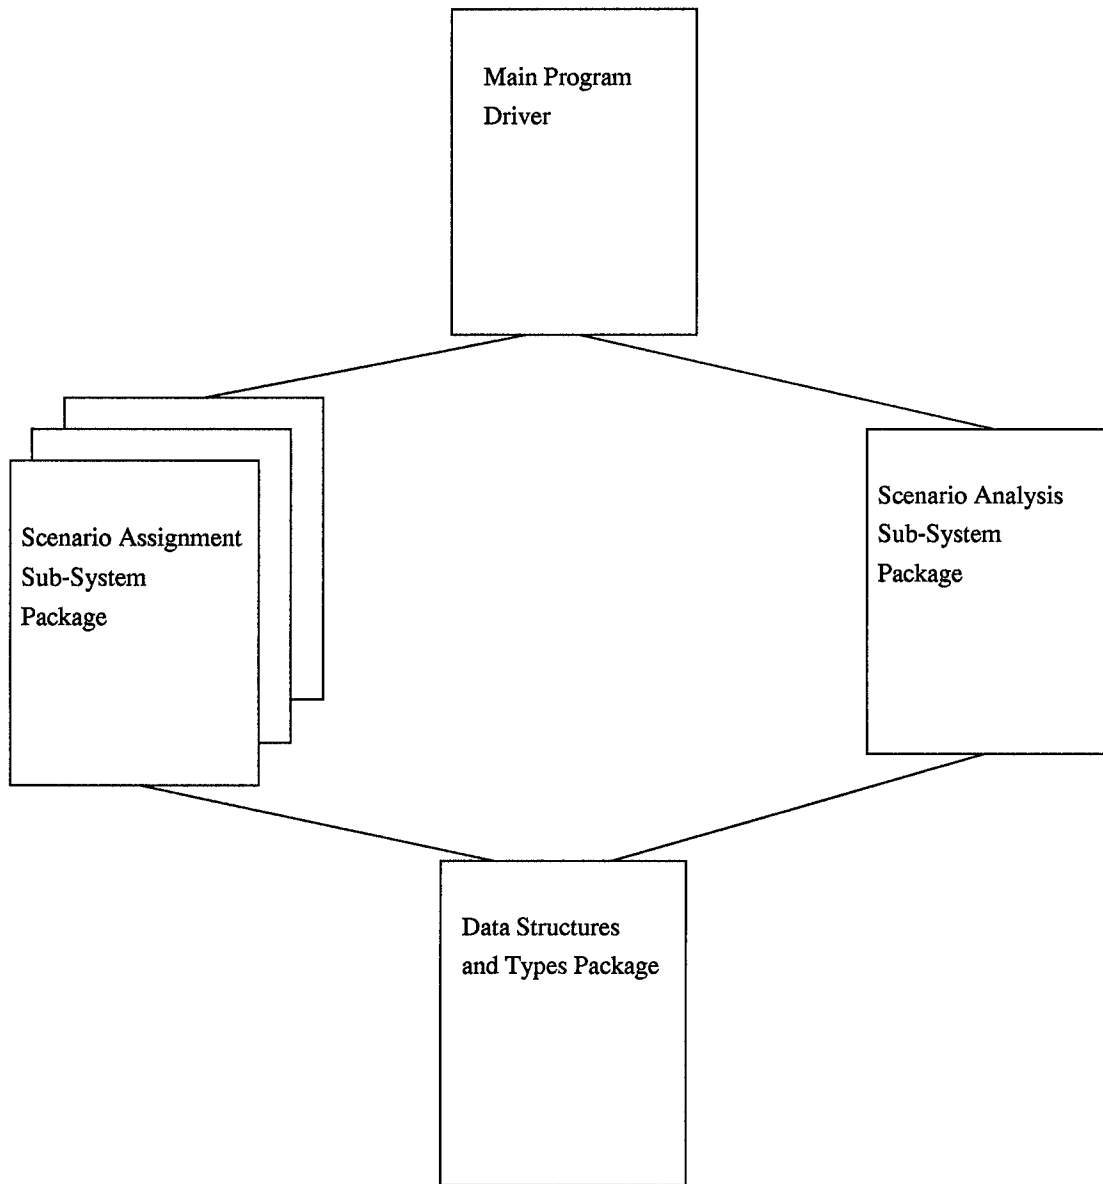 Main Program
Driver
Scenario Assignment
Sub-System
Package
Scenario Analysis
Sub-System
Package
Data Structures
and Types Package